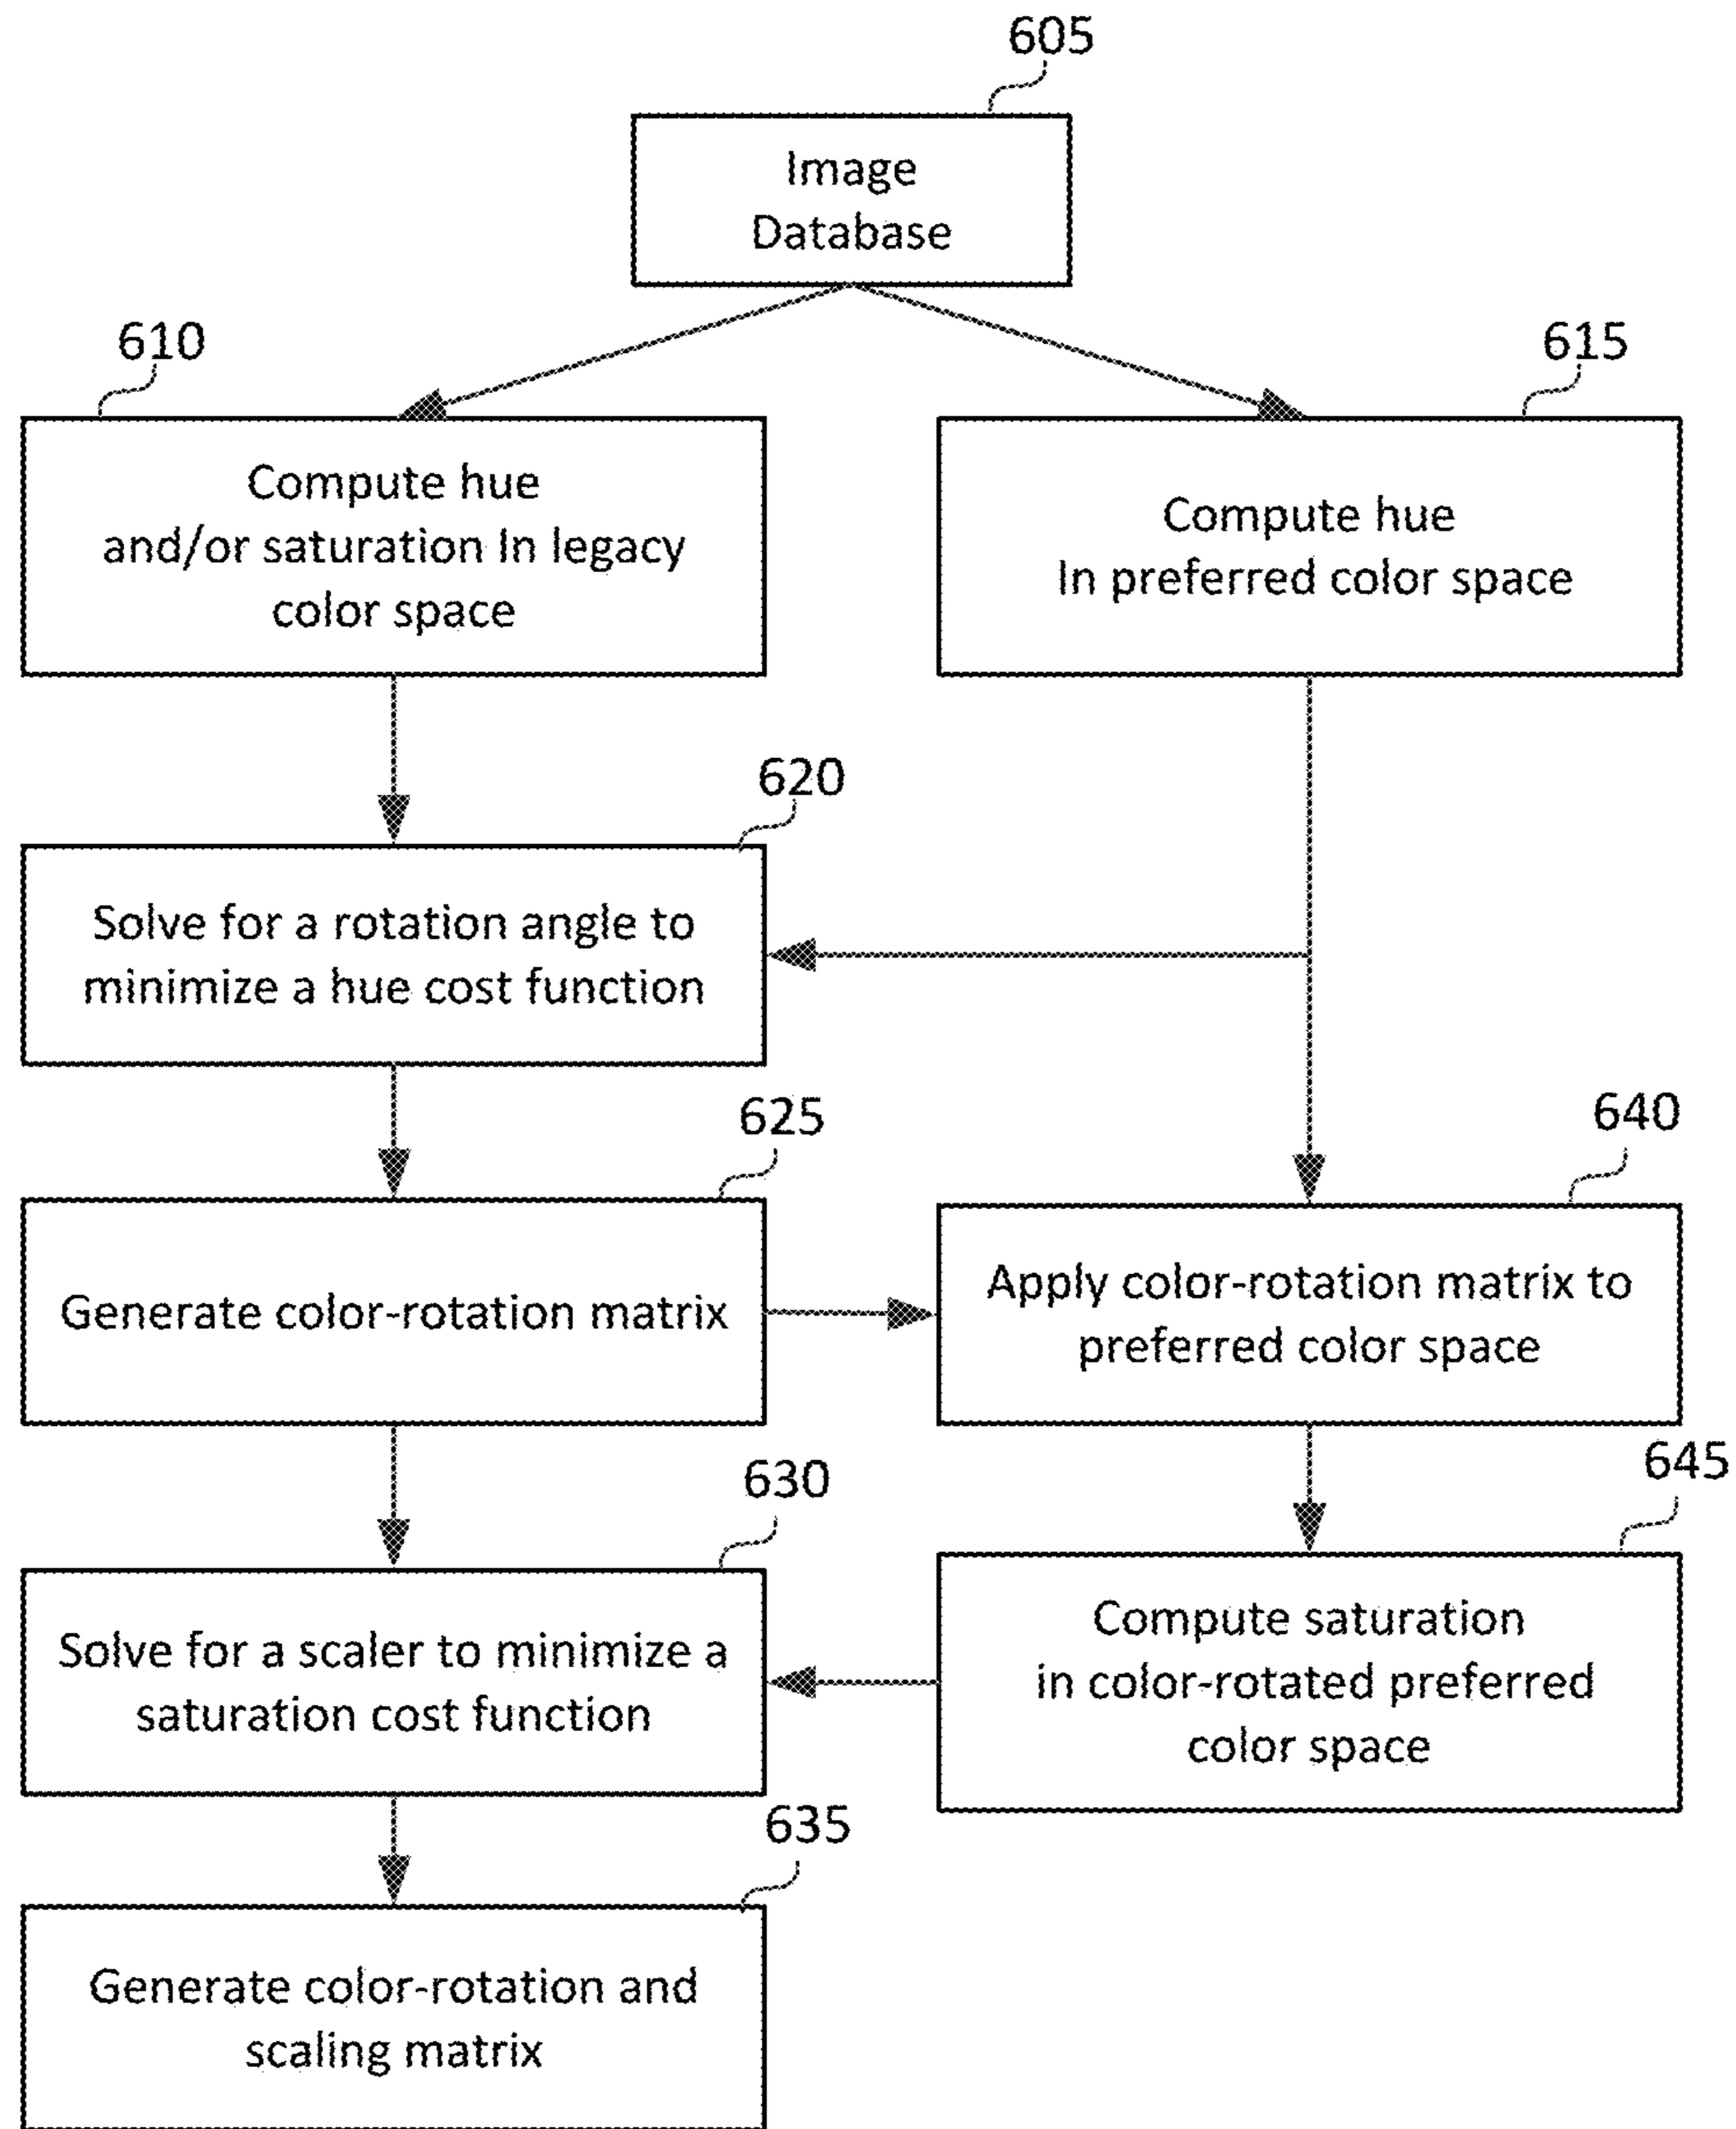 605
Image
Database
610
615
Compute hue
and/or saturation In legacy
color space
Compute hue
In preferred color space
620
Solve for a rotation angle to
minimize a hue cost function
625
640
Generate color-rotation matrix
Apply color-rotation matrix to
preferred color space
630
645
Solve for a scaler to minimize a
saturation cost function
Compute saturation
in color-rotated preferred
color space
635
Generate color-rotation and
scaling matrix